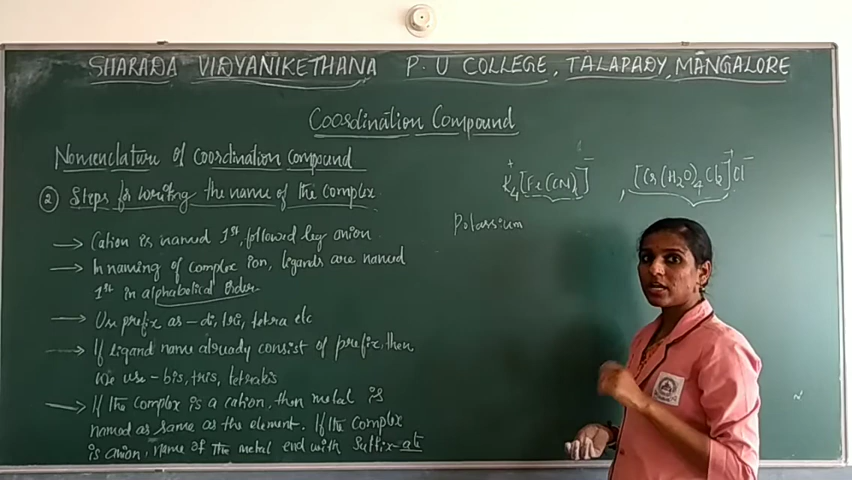 SHARADA VIDYANIKETHANA P.U COLLEGE, TALAPADY, MANGALORE
Coordination Compound
Nomenclature of Coordination Compound
② Steps for writing the name of the complex
→ Cation is named 1st, followed by anion.
→ In naming of complex ion, ligands are named
1st in alphabetical order
→ Use prefix as - di, tri, tetra etc
→ If ligand name already consist of prefix, then
we use - bis, tris, tetrakis
→ If the complex is a cation, then metal is
named as same as the element. If the complex
is anion, name of the metal end with suffix - ate
K₄⁺[Fe(CN)₆]⁻, [Cr(H₂O)₄Cl₂]⁺Cl⁻
Potassium